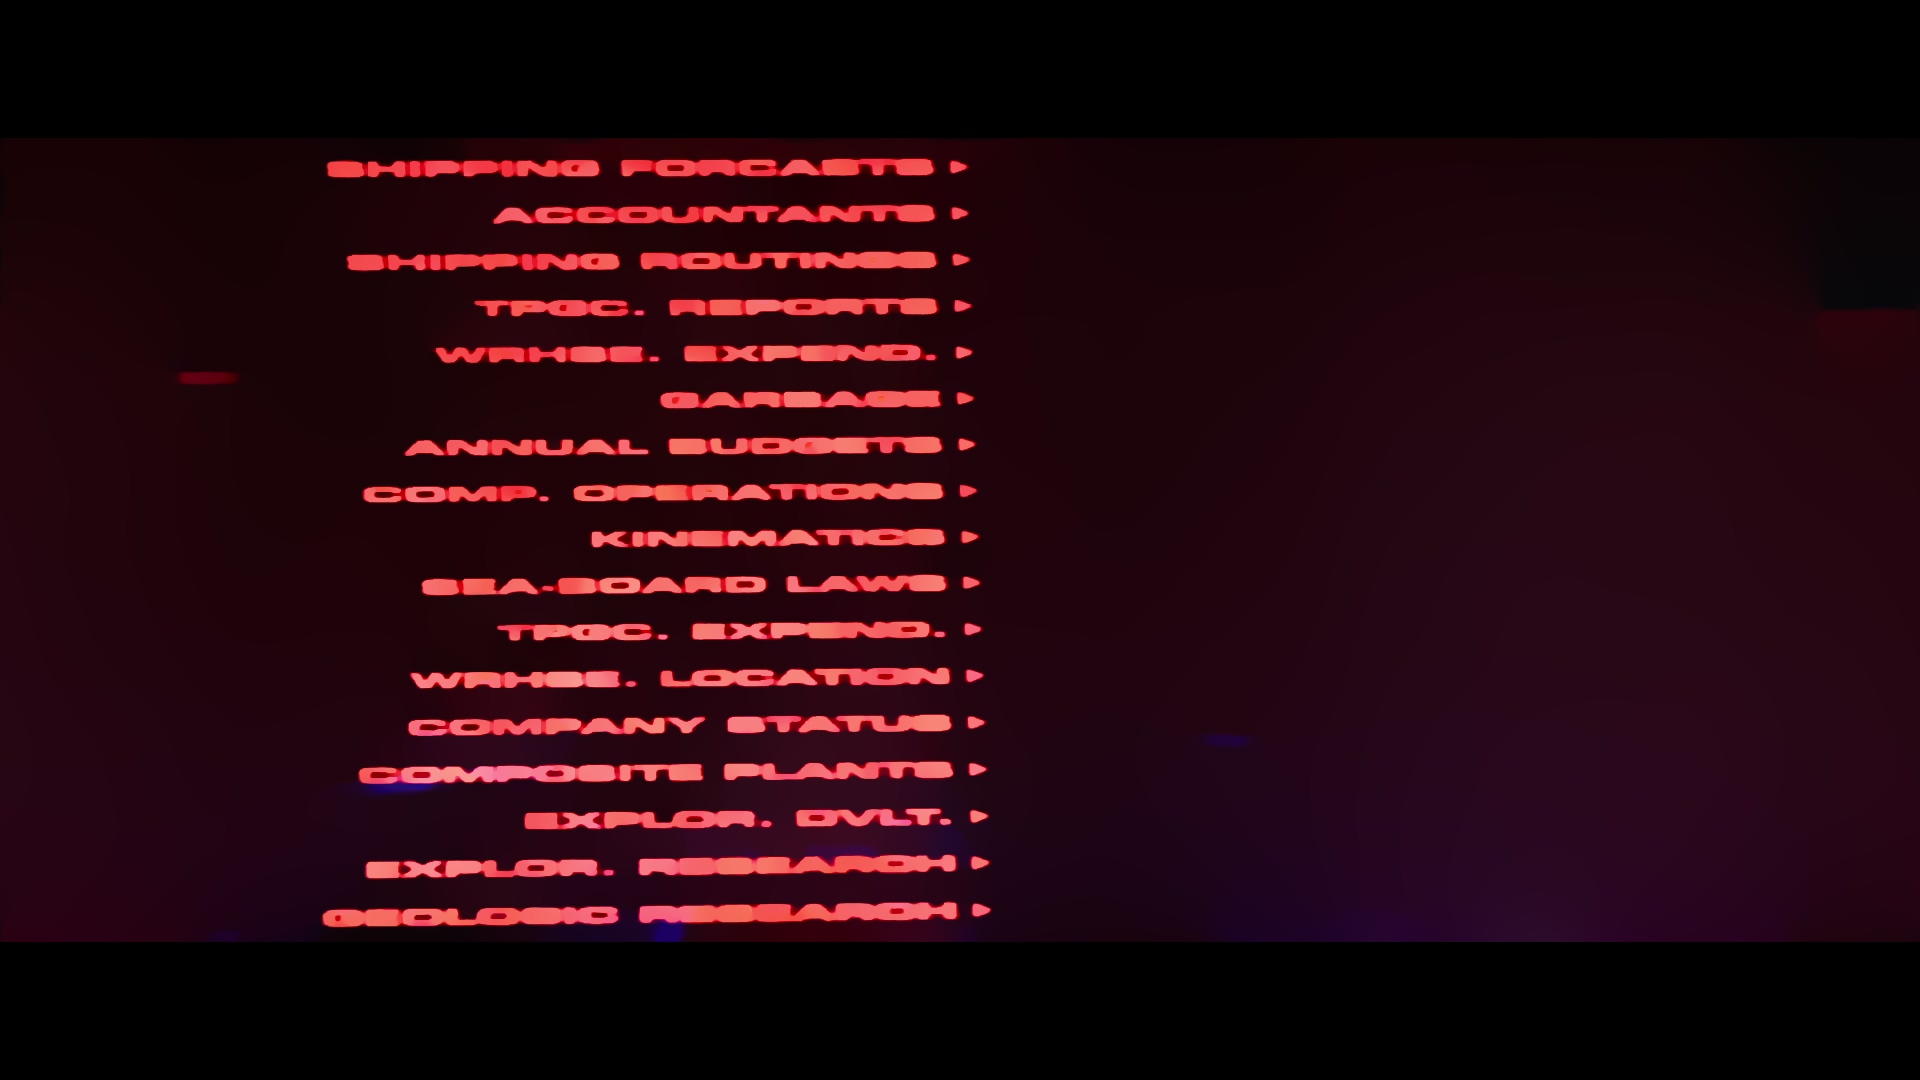 SHIPPING FORCASTS
ACCOUNTANTS
SHIPPING ROUTINGS
TPGC. REPORTS
WRHSE. EXPEND.
GARBAGE
ANNUAL BUDGETS
COMP. OPERATIONS
KINEMATICS
SEA-BOARD LAWS
TPGC. EXPEND.
WRHSE. LOCATION
COMPANY STATUS
COMPOSITE PLANTS
EXPLOR. DVLT.
EXPLOR. RESEARCH
GEOLOGIC RESEARCH